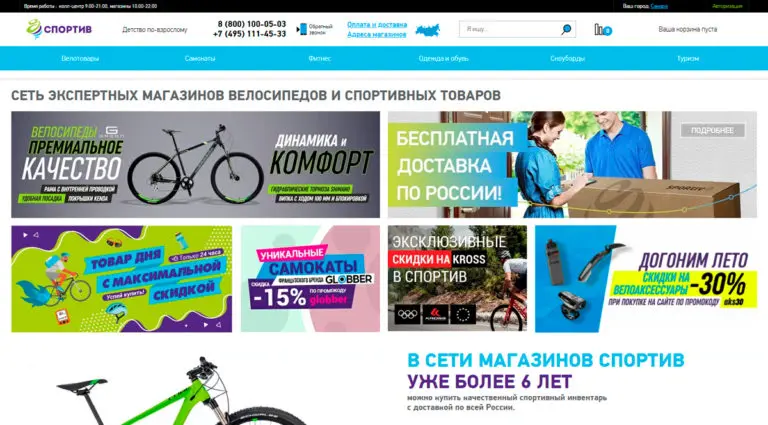 Время работы - колл-центр 9.00-21.00, магазины 10.00-22.00
Ваш город: Самара
Авторизация
СПОРТИВ
Детство по-взрослому
8 (800) 100-05-03
+7 (495) 111-45-33
Обратный
звонок
Оплата и доставка
Адреса магазинов
Я ищу...
0
Ваша корзина пуста
Велотовары
Самокаты
Фитнес
Одежда и обувь
Сноуборды
Туризм
СЕТЬ ЭКСПЕРТНЫХ МАГАЗИНОВ ВЕЛОСИПЕДОВ И СПОРТИВНЫХ ТОВАРОВ
ВЕЛОСИПЕДЫ
ПРЕМИАЛЬНОЕ
КАЧЕСТВО
РАМА С ВНУТРЕННЕЙ ПРОВОДКОЙ
УДОБНАЯ ПОСАДКА ПОКРЫШКИ KENDA
ДИНАМИКА и
КОМФОРТ
ГИДРАВЛИЧЕСКИЕ ТОРМОЗА SHIMANO
ВИЛКА С ХОДОМ 100 ММ И БЛОКИРОВКОЙ
БЕСПЛАТНАЯ
ДОСТАВКА
ПО РОССИИ!
ПОДРОБНЕЕ
SPORTIV
ТОВАР ДНЯ
Только 24 часа
С МАКСИМАЛЬНОЙ
СКИДКОЙ
Успей купить!
УНИКАЛЬНЫЕ
САМОКАТЫ
ФРАНЦУЗСКОГО БРЕНДА GLOBBER
СКИДКА
-15% ПО ПРОМОКОДУ
globber
ЭКСКЛЮЗИВНЫЕ
СКИДКИ НА KROSS
В СПОРТИВ
ДОГОНИМ ЛЕТО
СКИДКИ НА
ВЕЛОАКСЕССУАРЫ -30%
ПРИ ПОКУПКЕ НА САЙТЕ ПО ПРОМОКОДУ aks30
В СЕТИ МАГАЗИНОВ СПОРТИВ
УЖЕ БОЛЕЕ 6 ЛЕТ
можно купить качественный спортивный инвентарь
с доставкой по всей России.